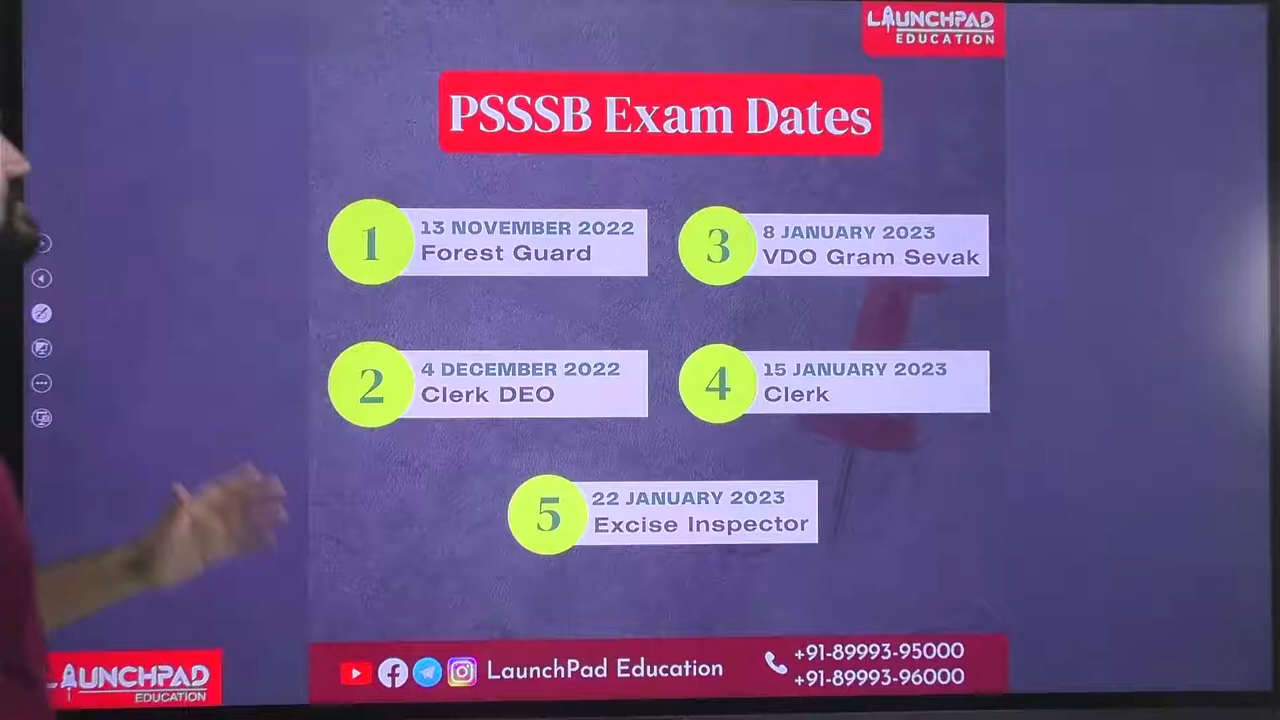 LAUNCHPAD
EDUCATION
PSSSB Exam Dates
1
13 NOVEMBER 2022
Forest Guard
3
8 JANUARY 2023
VDO Gram Sevak
2
4 DECEMBER 2022
Clerk DEO
4
15 JANUARY 2023
Clerk
5
22 JANUARY 2023
Excise Inspector
LaunchPad Education
+91-89993-95000
+91-89993-96000
LAUNCHPAD
EDUCATION